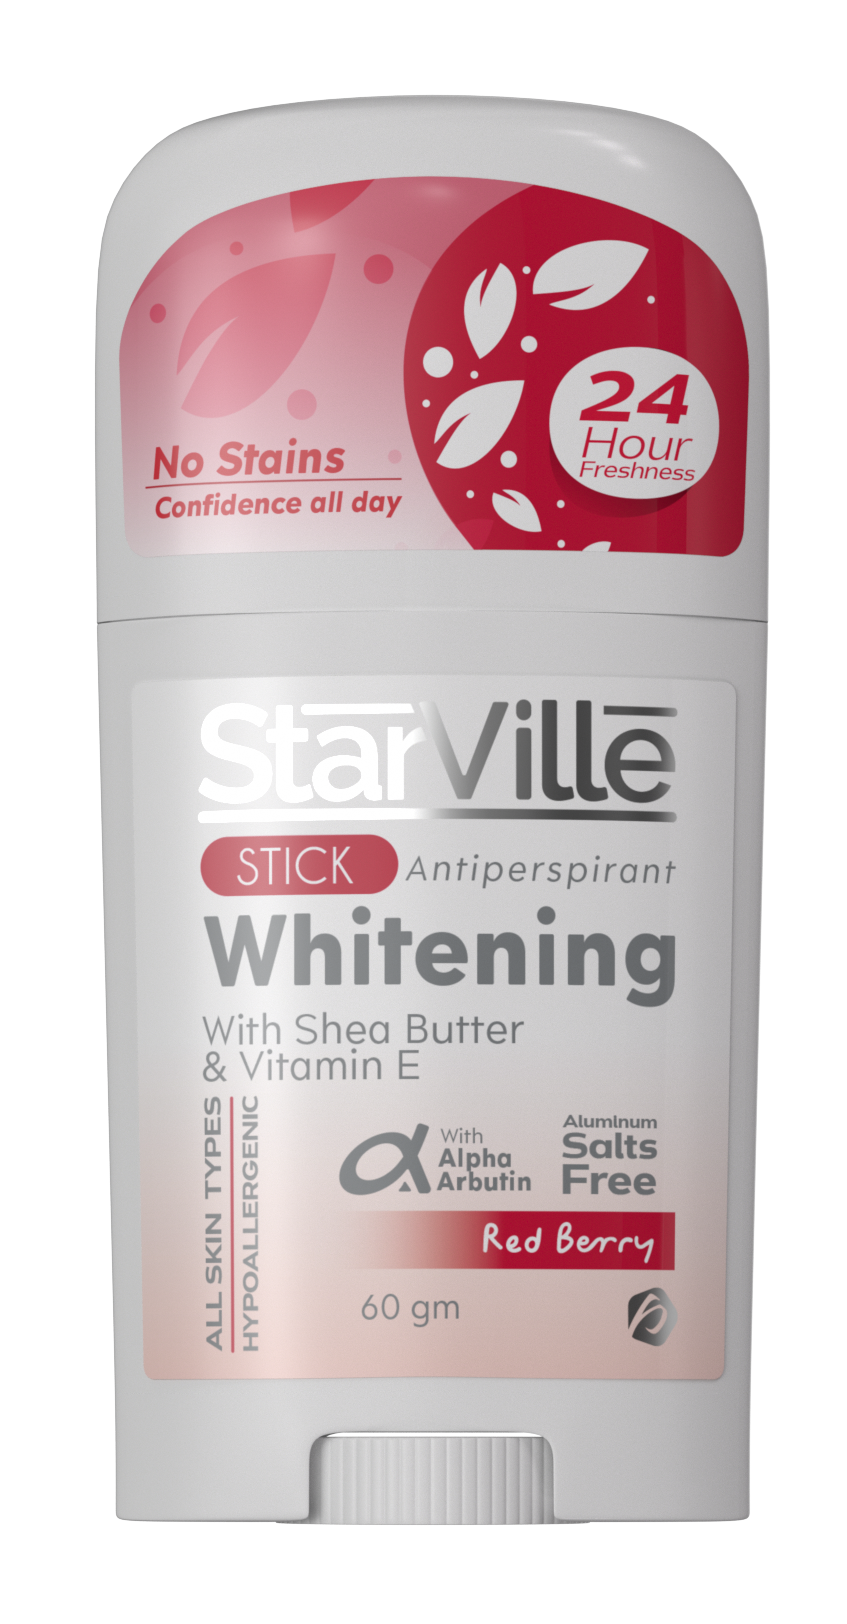 No Stains
Confidence all day
24
Hour
Freshness
StarVille
STICK Antiperspirant
Whitening
With Shea Butter
& Vitamin E
ALL SKIN TYPES
HYPOALLERGENIC
With
Alpha
Arbutin
Aluminum
Salts
Free
Red Berry
60 gm